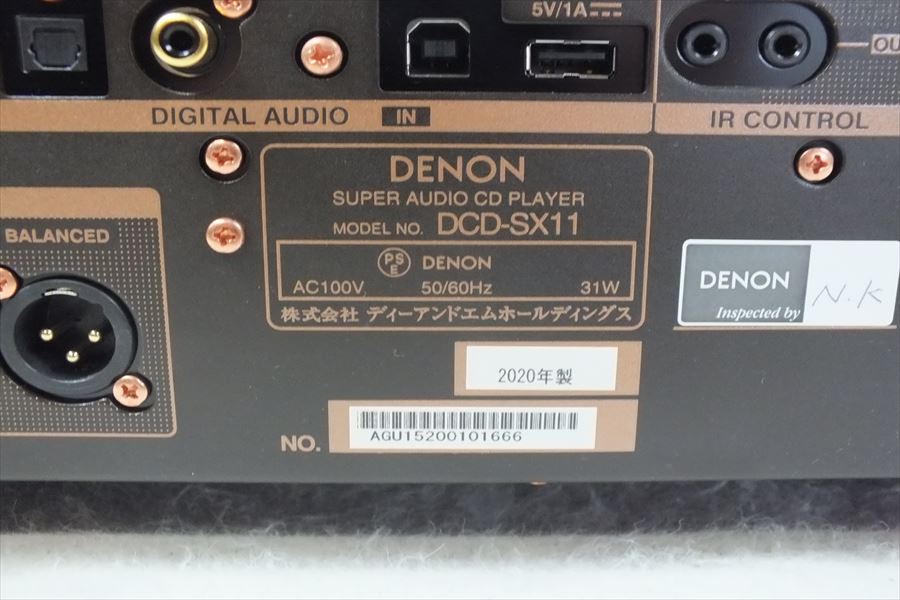 5V/1A
DIGITAL AUDIO IN
IR CONTROL
DENON
SUPER AUDIO CD PLAYER
MODEL NO. DCD-SX11
BALANCED
PSE DENON
AC100V 50/60Hz 31W
株式会社 ディーアンドエムホールディングス
DENON
Inspected by N.K
2020年製
NO. AGU15200101666